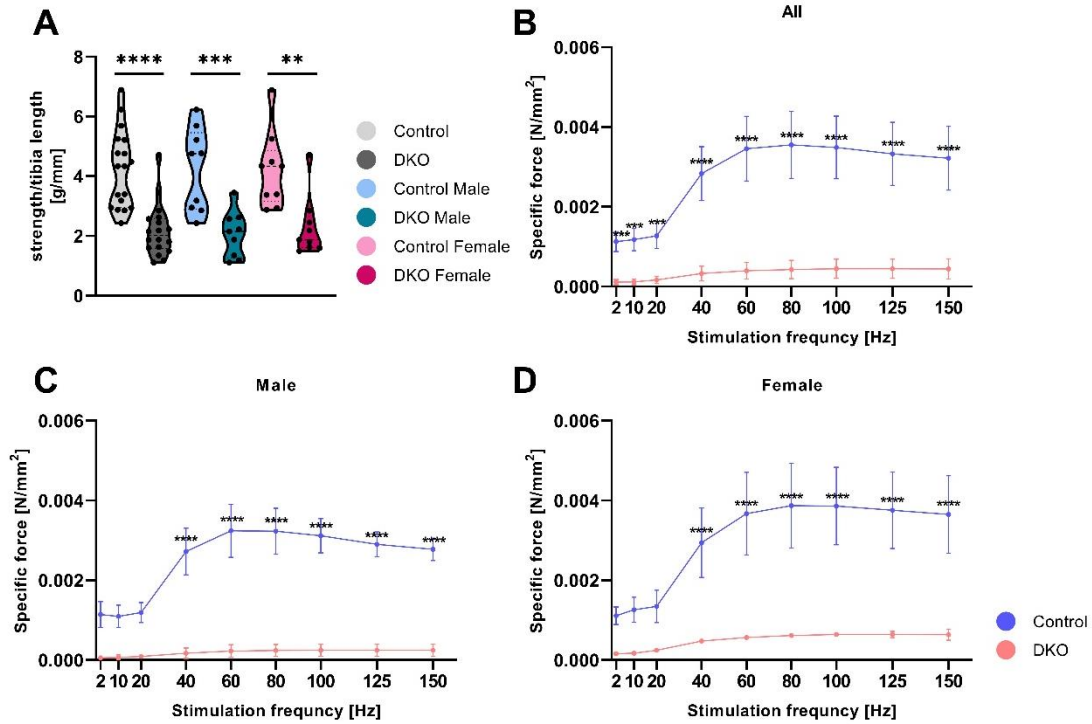 A
strength/tibia length
[g/mm]
8
6
4
2
0
****
***
**
Control
DKO
Control Male
DKO Male
Control Female
DKO Female
B
All
Specific force [N/mm²]
0.006
0.004
0.002
0.000
***
***
***
****
****
****
****
****
****
2 10 20 40 60 80 100 125 150
Stimulation frequncy [Hz]
C
Male
Specific force [N/mm²]
0.006
0.004
0.002
0.000
****
****
****
****
****
****
2 10 20 40 60 80 100 125 150
Stimulation frequncy [Hz]
D
Female
Specific force [N/mm²]
0.006
0.004
0.002
0.000
****
****
****
****
****
****
2 10 20 40 60 80 100 125 150
Stimulation frequncy [Hz]
Control
DKO